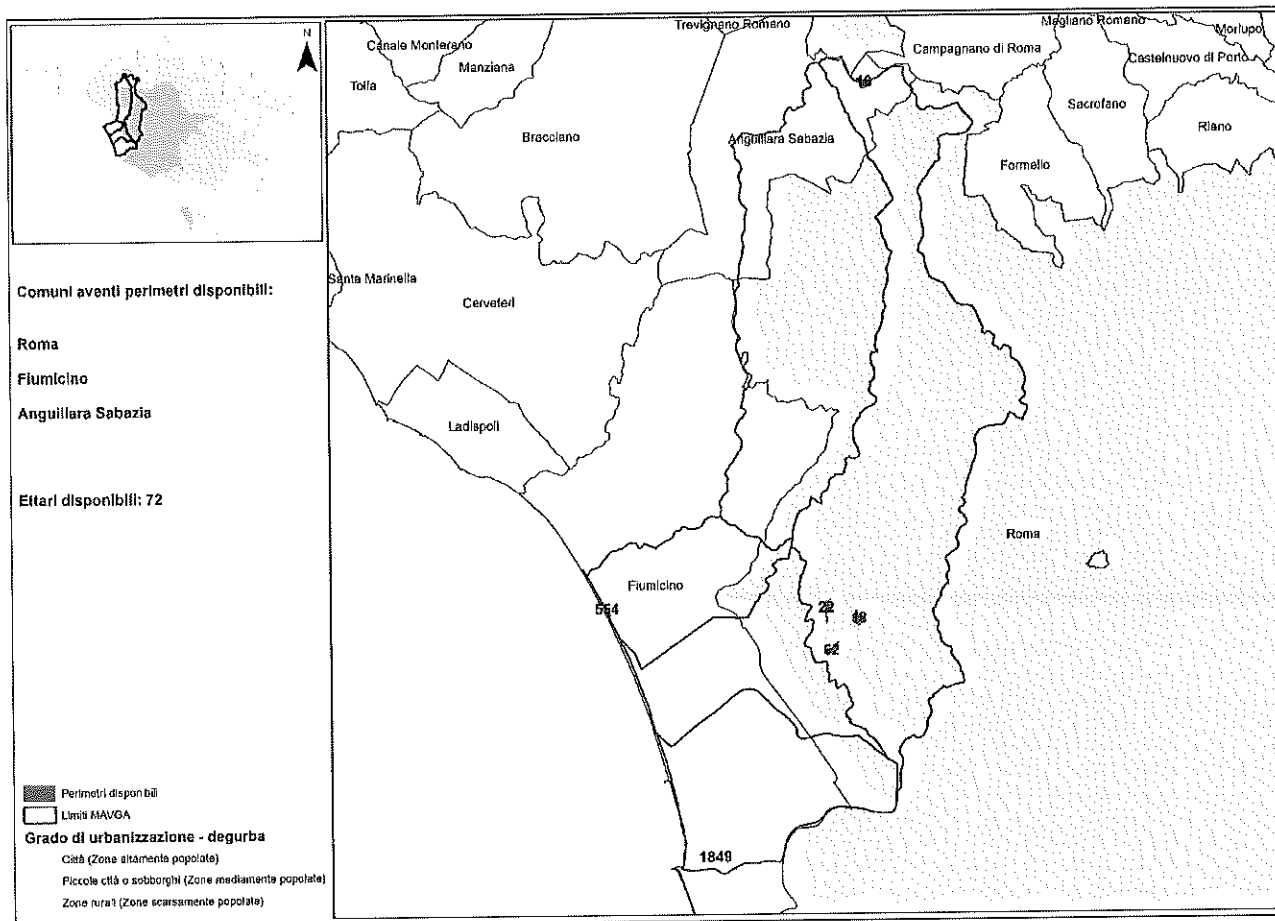 N
Comuni aventi perimetri disponibili:
Roma
Fiumicino
Anguillara Sabazia
Ettari disponibili: 72
Perimetri disponibili
Limiti MAVGA
Grado di urbanizzazione - degurba
Città (Zone altamente popolate)
Piccole città o sobborghi (Zone mediamente popolate)
Zone rurali (Zone scarsamente popolate)
Trevignano Romano
Magliano Romano
Morlupo
Canale Monterano
Campagnano di Roma
Castelnuovo di Porto
Manziana
Tolfa
Sacrofano
Riano
Bracciano
Anguillara Sabazia
Formello
Santa Marinella
Cerveteri
Ladispoli
Roma
Fiumicino
554
22
62
1849